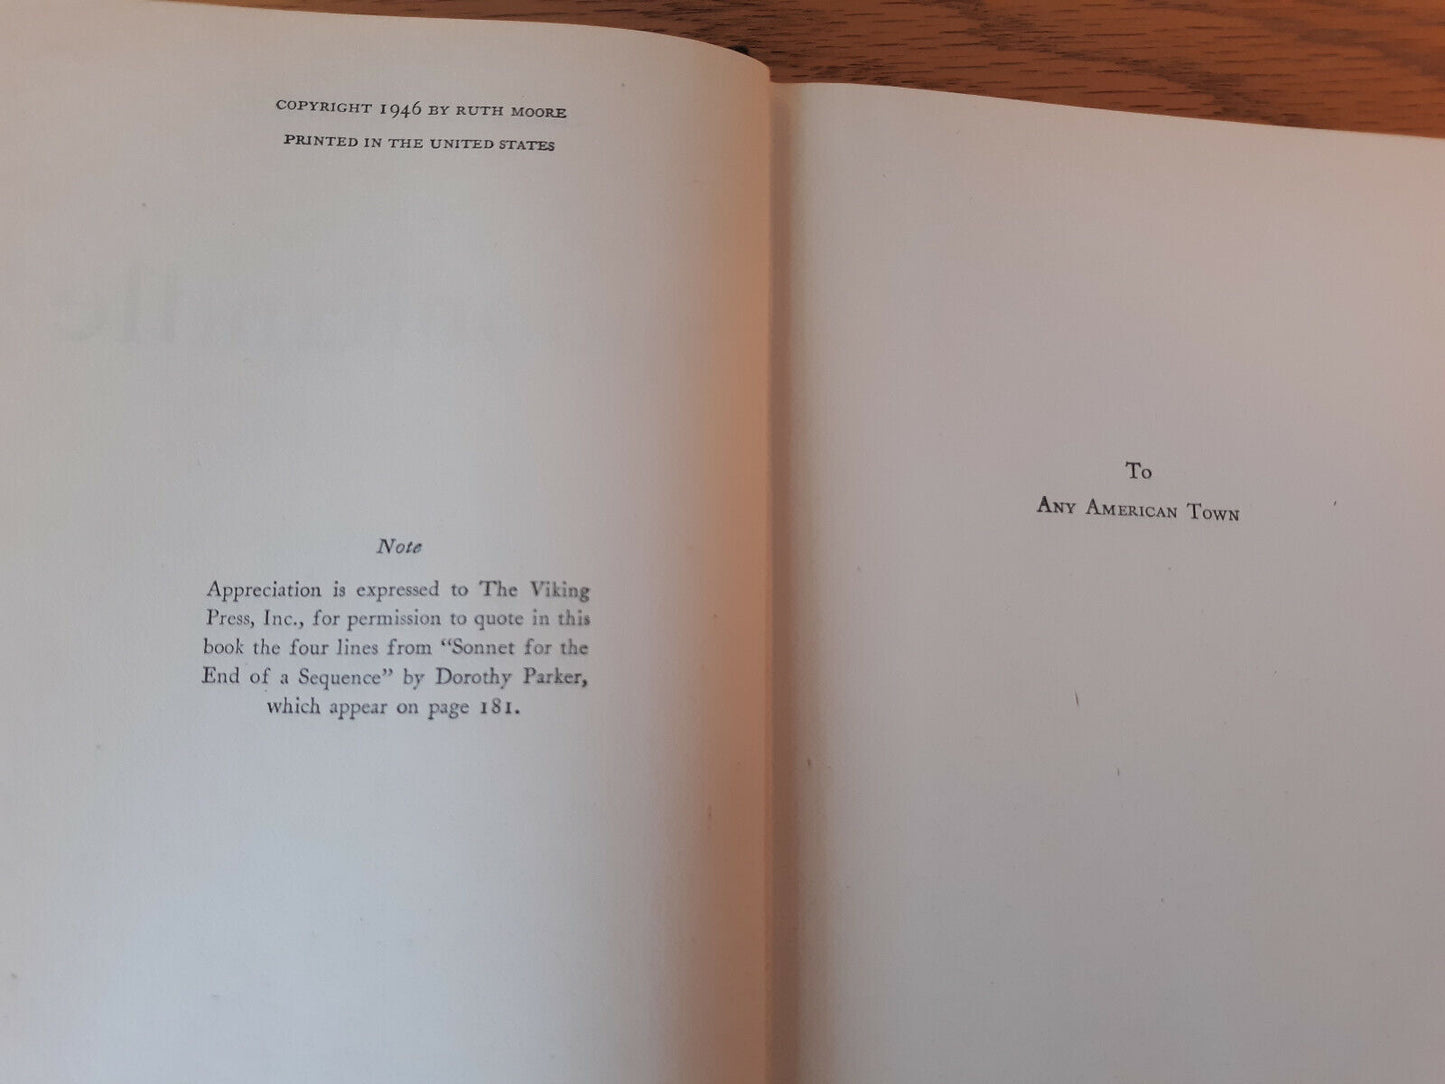 COPYRIGHT 1946 BY RUTH MOORE
PRINTED IN THE UNITED STATES
Note
Appreciation is expressed to The Viking
Press, Inc., for permission to quote in this
book the four lines from “Sonnet for the
End of a Sequence” by Dorothy Parker,
which appear on page 181.
To
ANY AMERICAN TOWN